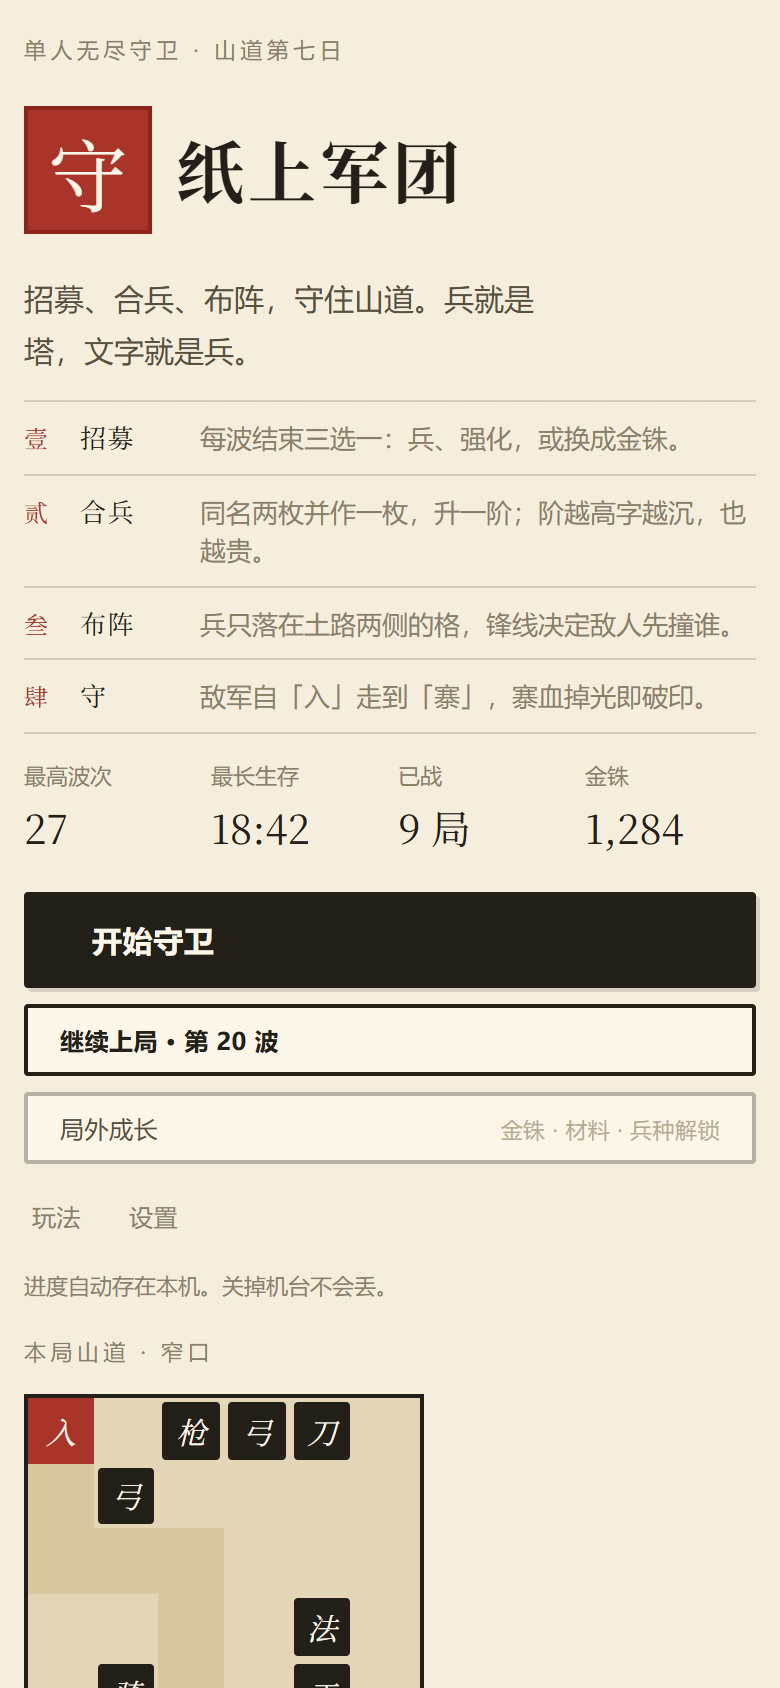 单人无尽守卫 · 山道第七日
守 纸上军团
招募、合兵、布阵，守住山道。兵就是
塔，文字就是兵。
壹 招募 每波结束三选一：兵、强化，或换成金铢。
贰 合兵 同名两枚并作一枚，升一阶；阶越高字越沉，也
越贵。
叁 布阵 兵只落在土路两侧的格，锋线决定敌人先撞谁。
肆 守 敌军自「入」走到「寨」，寨血掉光即破印。
最高波次 最长生存 已战 金铢
27 18:42 9 局 1,284
开始守卫
继续上局 · 第 20 波
局外成长 金铢 · 材料 · 兵种解锁
玩法 设置
进度自动存在本机。关掉机台不会丢。
本局山道 · 窄口
入 枪 弓 刀
弓
法